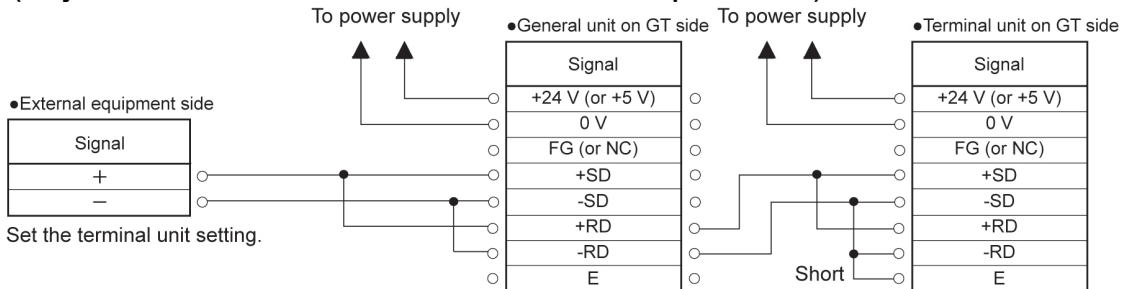 To power supply
●General unit on GT side
To power supply
●Terminal unit on GT side
Signal
Signal
●External equipment side
+24 V (or +5 V)
+24 V (or +5 V)
Signal
0 V
0 V
FG (or NC)
FG (or NC)
+
+SD
+SD
−
-SD
-SD
Set the terminal unit setting.
+RD
+RD
-RD
-RD
E
Short
E